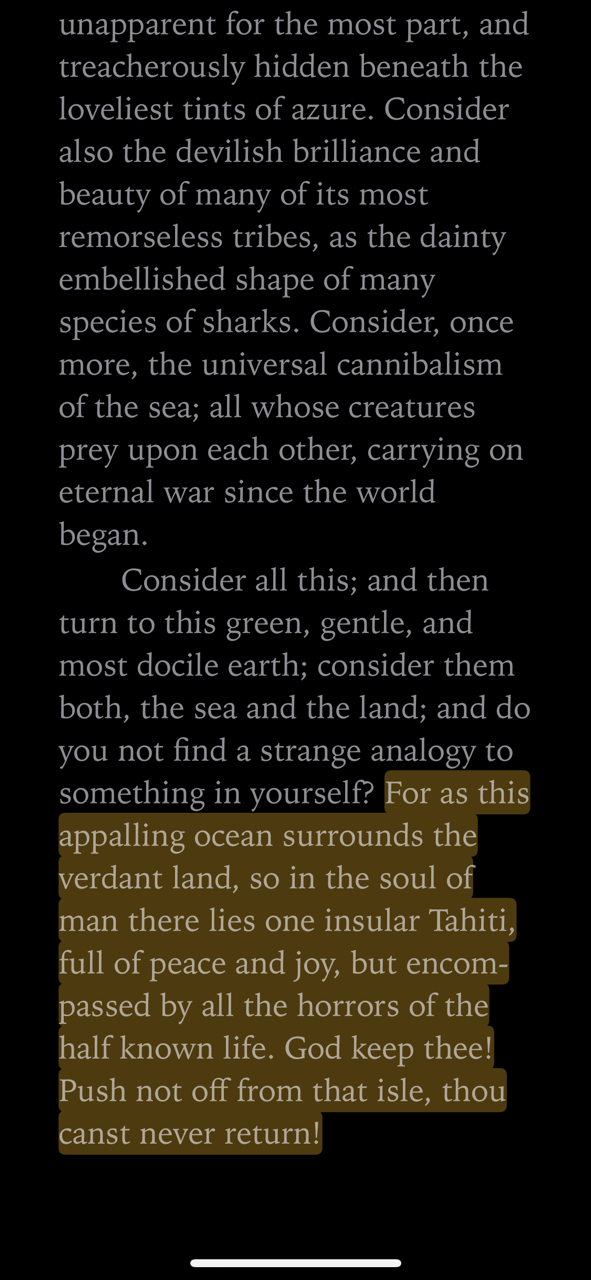 unapparent for the most part, and
treacherously hidden beneath the
loveliest tints of azure. Consider
also the devilish brilliance and
beauty of many of its most
remorseless tribes, as the dainty
embellished shape of many
species of sharks. Consider, once
more, the universal cannibalism
of the sea; all whose creatures
prey upon each other, carrying on
eternal war since the world
began.
Consider all this; and then
turn to this green, gentle, and
most docile earth; consider them
both, the sea and the land; and do
you not find a strange analogy to
something in yourself? For as this
appalling ocean surrounds the
verdant land, so in the soul of
man there lies one insular Tahiti,
full of peace and joy, but encom-
passed by all the horrors of the
half known life. God keep thee!
Push not off from that isle, thou
canst never return!